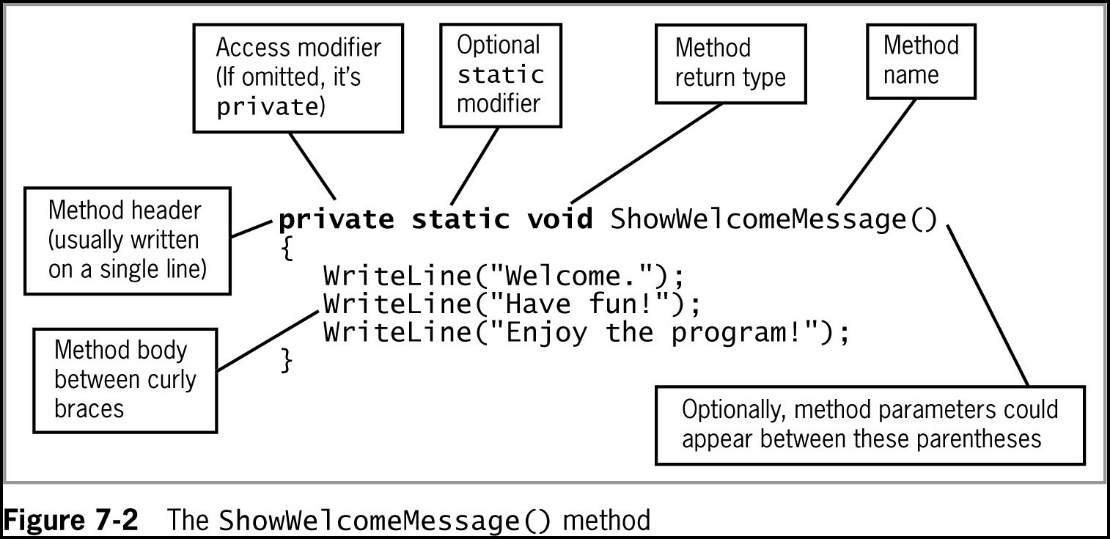 Access modifier
(If omitted, it's
private)
Optional
static
modifier
Method
return type
Method
name
Method header
(usually written
on a single line)
private static void ShowWelcomeMessage()
{
WriteLine("Welcome.");
WriteLine("Have fun!");
WriteLine("Enjoy the program!");
}
Method body
between curly
braces
Optionally, method parameters could
appear between these parentheses
Figure 7-2 The ShowWelcomeMessage() method